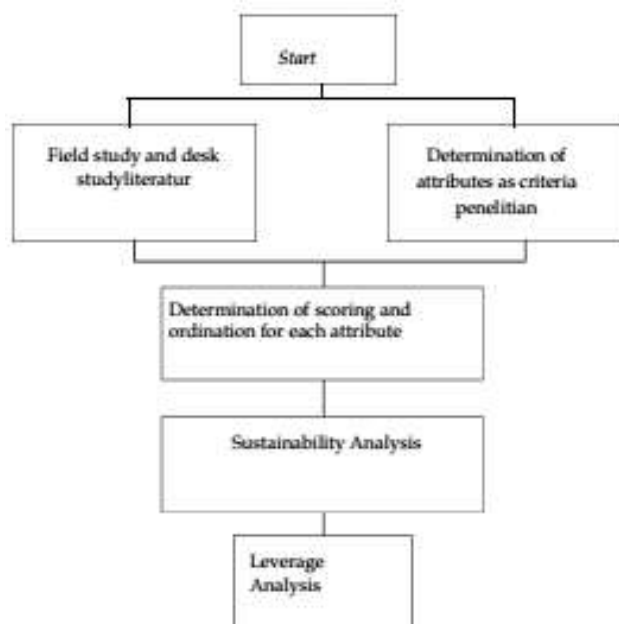 Start
Field study and desk
studyliteratur
Determination of
attributes as criteria
penelitian
Determination of scoring and
ordination for each attribute
Sustainability Analysis
Leverage
Analysis